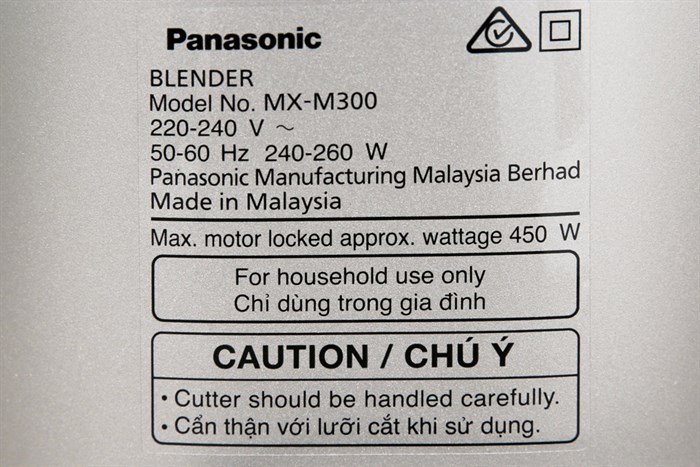 Panasonic
BLENDER
Model No. MX-M300
220-240 V ~
50-60 Hz 240-260 W
Panasonic Manufacturing Malaysia Berhad
Made in Malaysia
Max. motor locked approx. wattage 450 W
For household use only
Chỉ dùng trong gia đình
CAUTION / CHÚ Ý
• Cutter should be handled carefully.
• Cẩn thận với lưỡi cắt khi sử dụng.